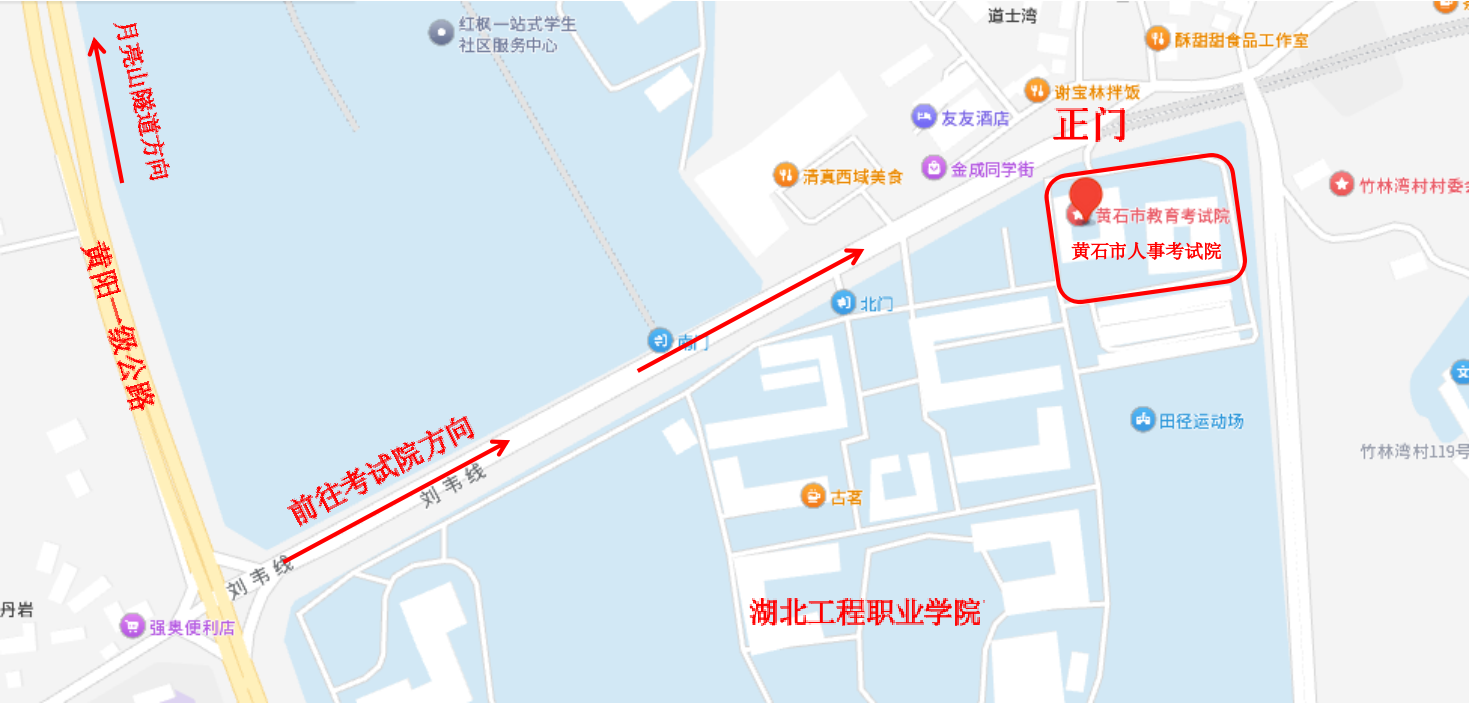 道士湾
红枫一站式学生
社区服务中心
酥甜甜食品工作室
月亮山隧道方向
谢宝林拌饭
友友酒店
正门
金成同学街
清真西域美食
竹林湾村村委会
黄石市教育考试院
黄石市人事考试院
黄阳一级公路
北门
南门
前往考试院方向
田径运动场
竹林湾村119号
刘韦线
古茗
刘韦线
丹岩
湖北工程职业学院
强奥便利店